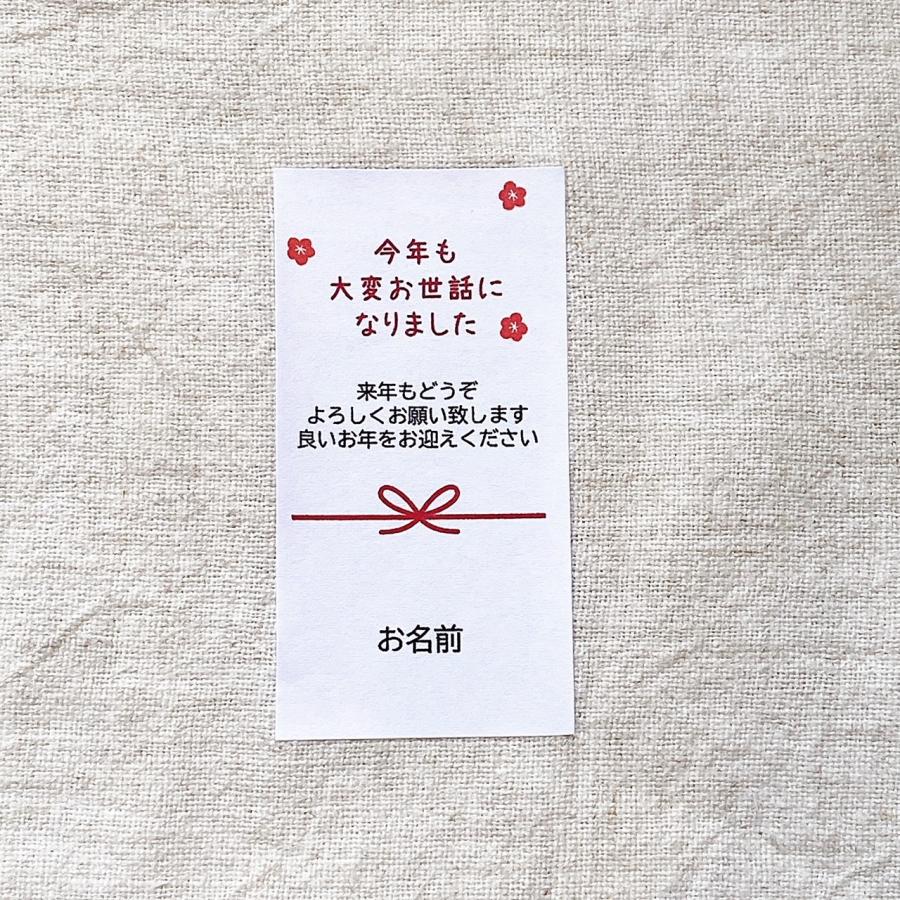 今年も
大変お世話に
なりました
来年もどうぞ
よろしくお願い致します
良いお年をお迎えください
お名前